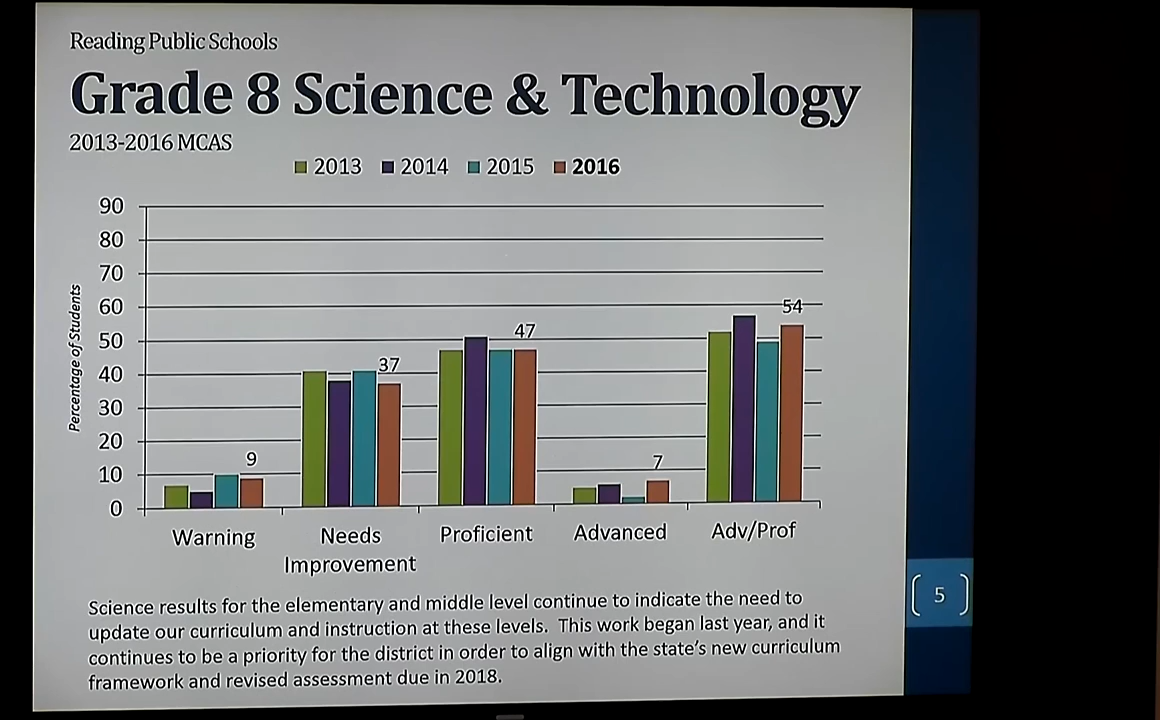 Reading Public Schools
Grade 8 Science & Technology
2013-2016 MCAS
2013 2014 2015 2016
Percentage of Students
90
80
70
60
50
40
30
20
10
0
9
37
47
7
54
Warning
Needs
Improvement
Proficient
Advanced
Adv/Prof
Science results for the elementary and middle level continue to indicate the need to
update our curriculum and instruction at these levels. This work began last year, and it
continues to be a priority for the district in order to align with the state's new curriculum
framework and revised assessment due in 2018.
5